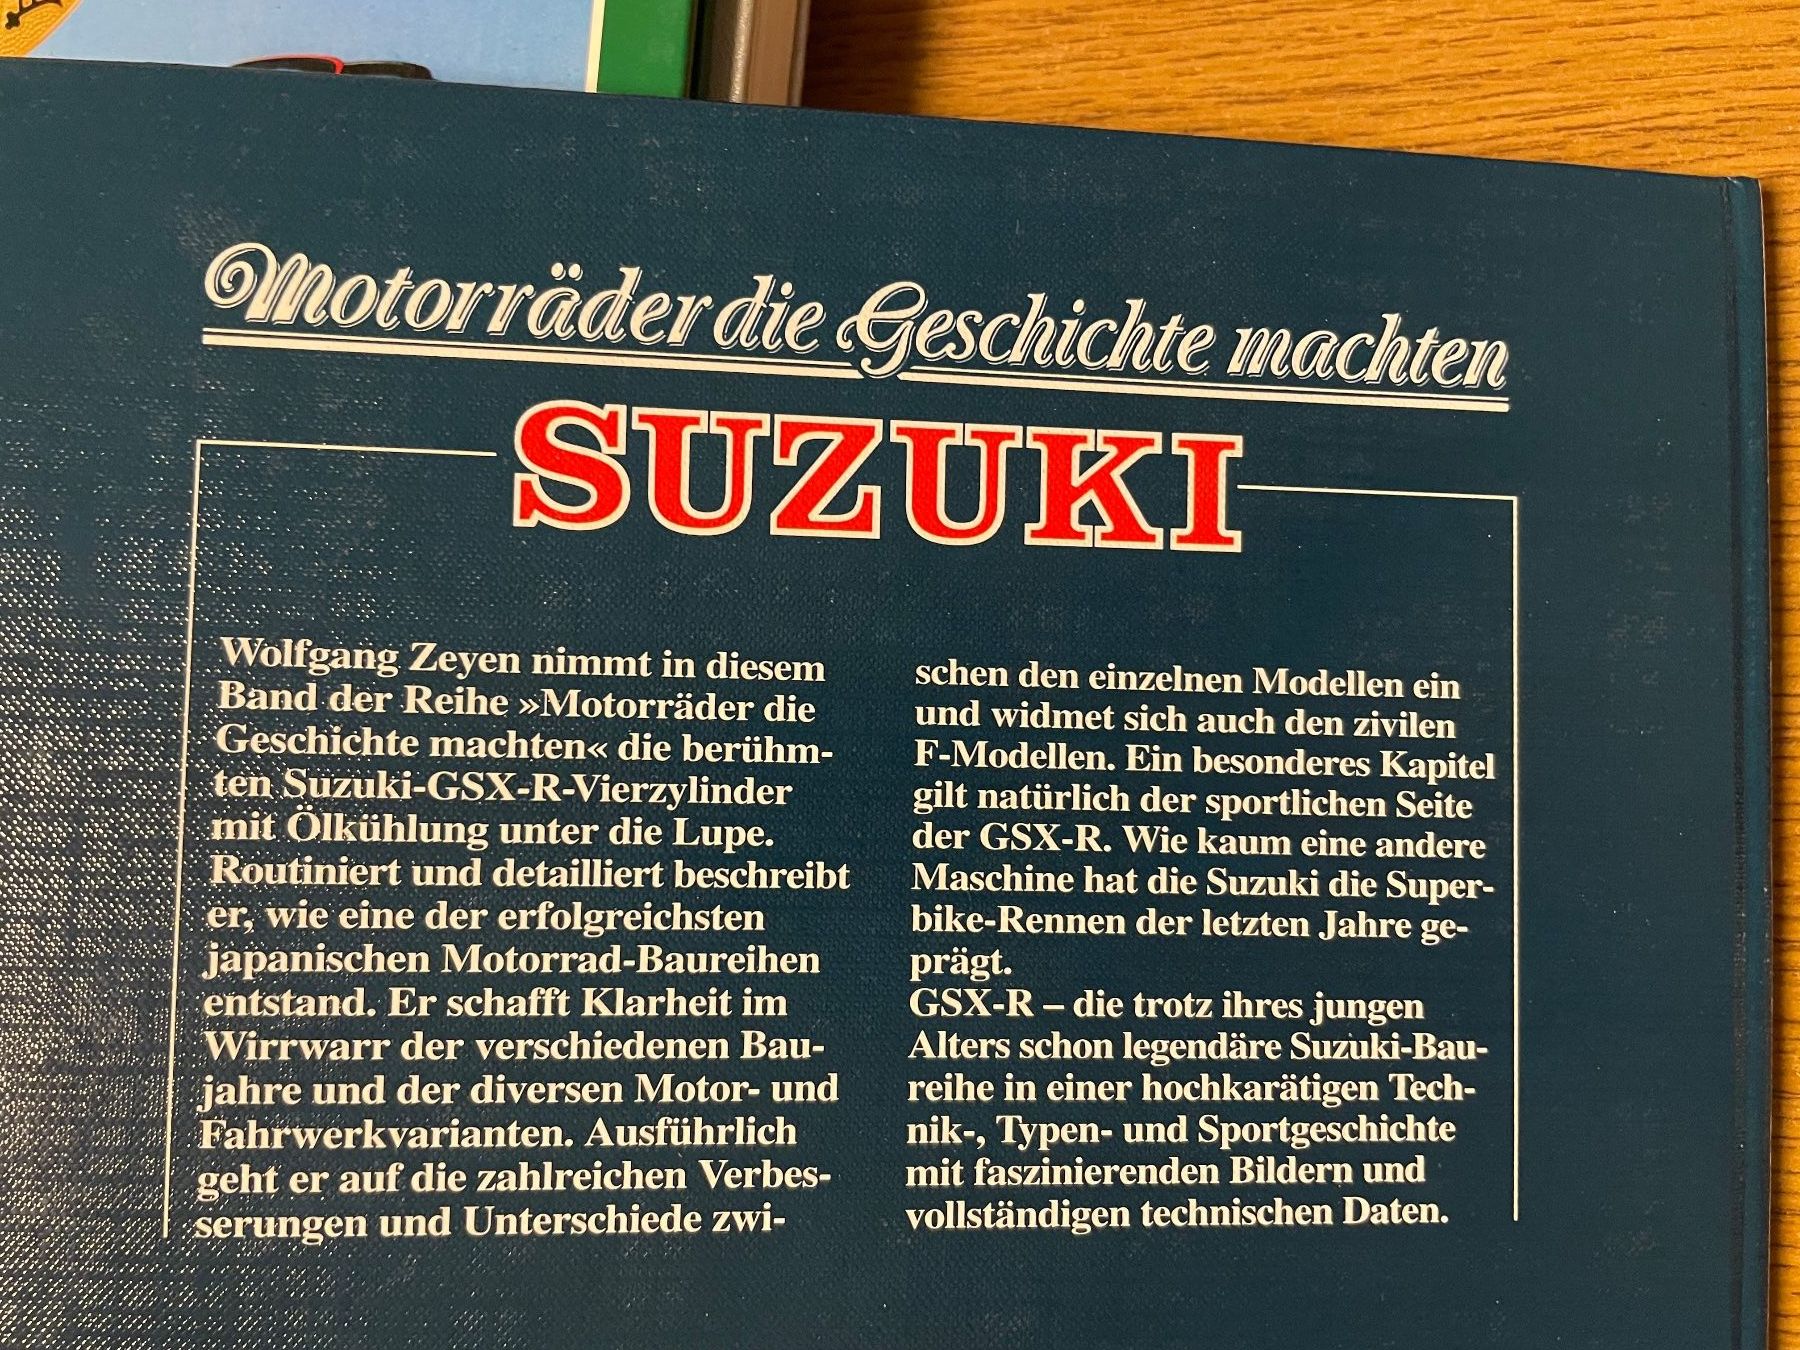 Motorräder die Geschichte machten
SUZUKI
Wolfgang Zeyen nimmt in diesem
Band der Reihe »Motorräder die
Geschichte machten« die berühm-
ten Suzuki-GSX-R-Vierzylinder
mit Ölkühlung unter die Lupe.
Routiniert und detailliert beschreibt
er, wie eine der erfolgreichsten
japanischen Motorrad-Baureihen
entstand. Er schafft Klarheit im
Wirrwarr der verschiedenen Bau-
jahre und der diversen Motor- und
Fahrwerkvarianten. Ausführlich
geht er auf die zahlreichen Verbes-
serungen und Unterschiede zwi-
schen den einzelnen Modellen ein
und widmet sich auch den zivilen
F-Modellen. Ein besonderes Kapitel
gilt natürlich der sportlichen Seite
der GSX-R. Wie kaum eine andere
Maschine hat die Suzuki die Super-
bike-Rennen der letzten Jahre ge-
prägt.
GSX-R – die trotz ihres jungen
Alters schon legendäre Suzuki-Bau-
reihe in einer hochkarätigen Tech-
nik-, Typen- und Sportgeschichte
mit faszinierenden Bildern und
vollständigen technischen Daten.